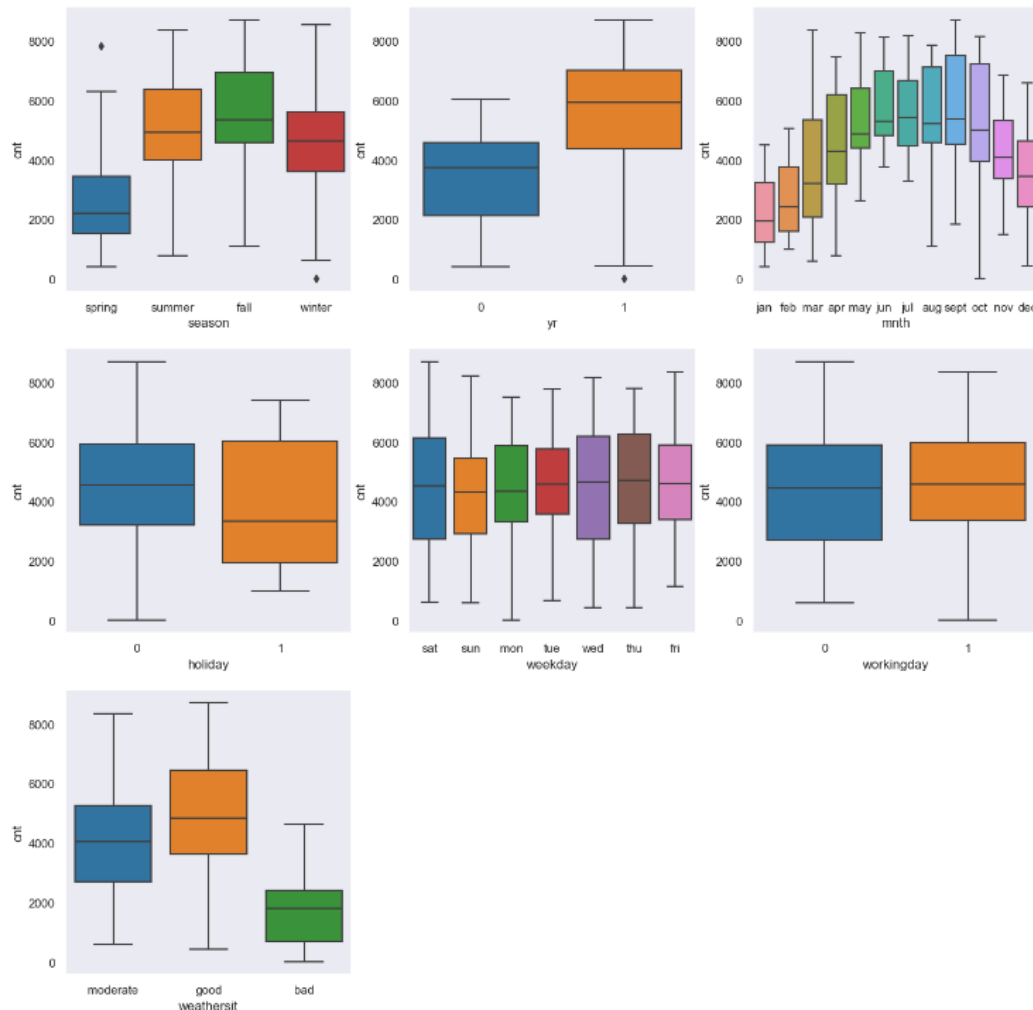 8000
6000
4000
2000
0
cnt
spring summer fall winter
season
8000
6000
4000
2000
0
cnt
0 1
yr
8000
6000
4000
2000
0
cnt
jan feb mar apr may jun jul aug sept oct nov dec
mnth
8000
6000
4000
2000
0
cnt
0 1
holiday
8000
6000
4000
2000
0
cnt
sat sun mon tue wed thu fri
weekday
8000
6000
4000
2000
0
cnt
0 1
workingday
8000
6000
4000
2000
0
cnt
moderate good bad
weathersit